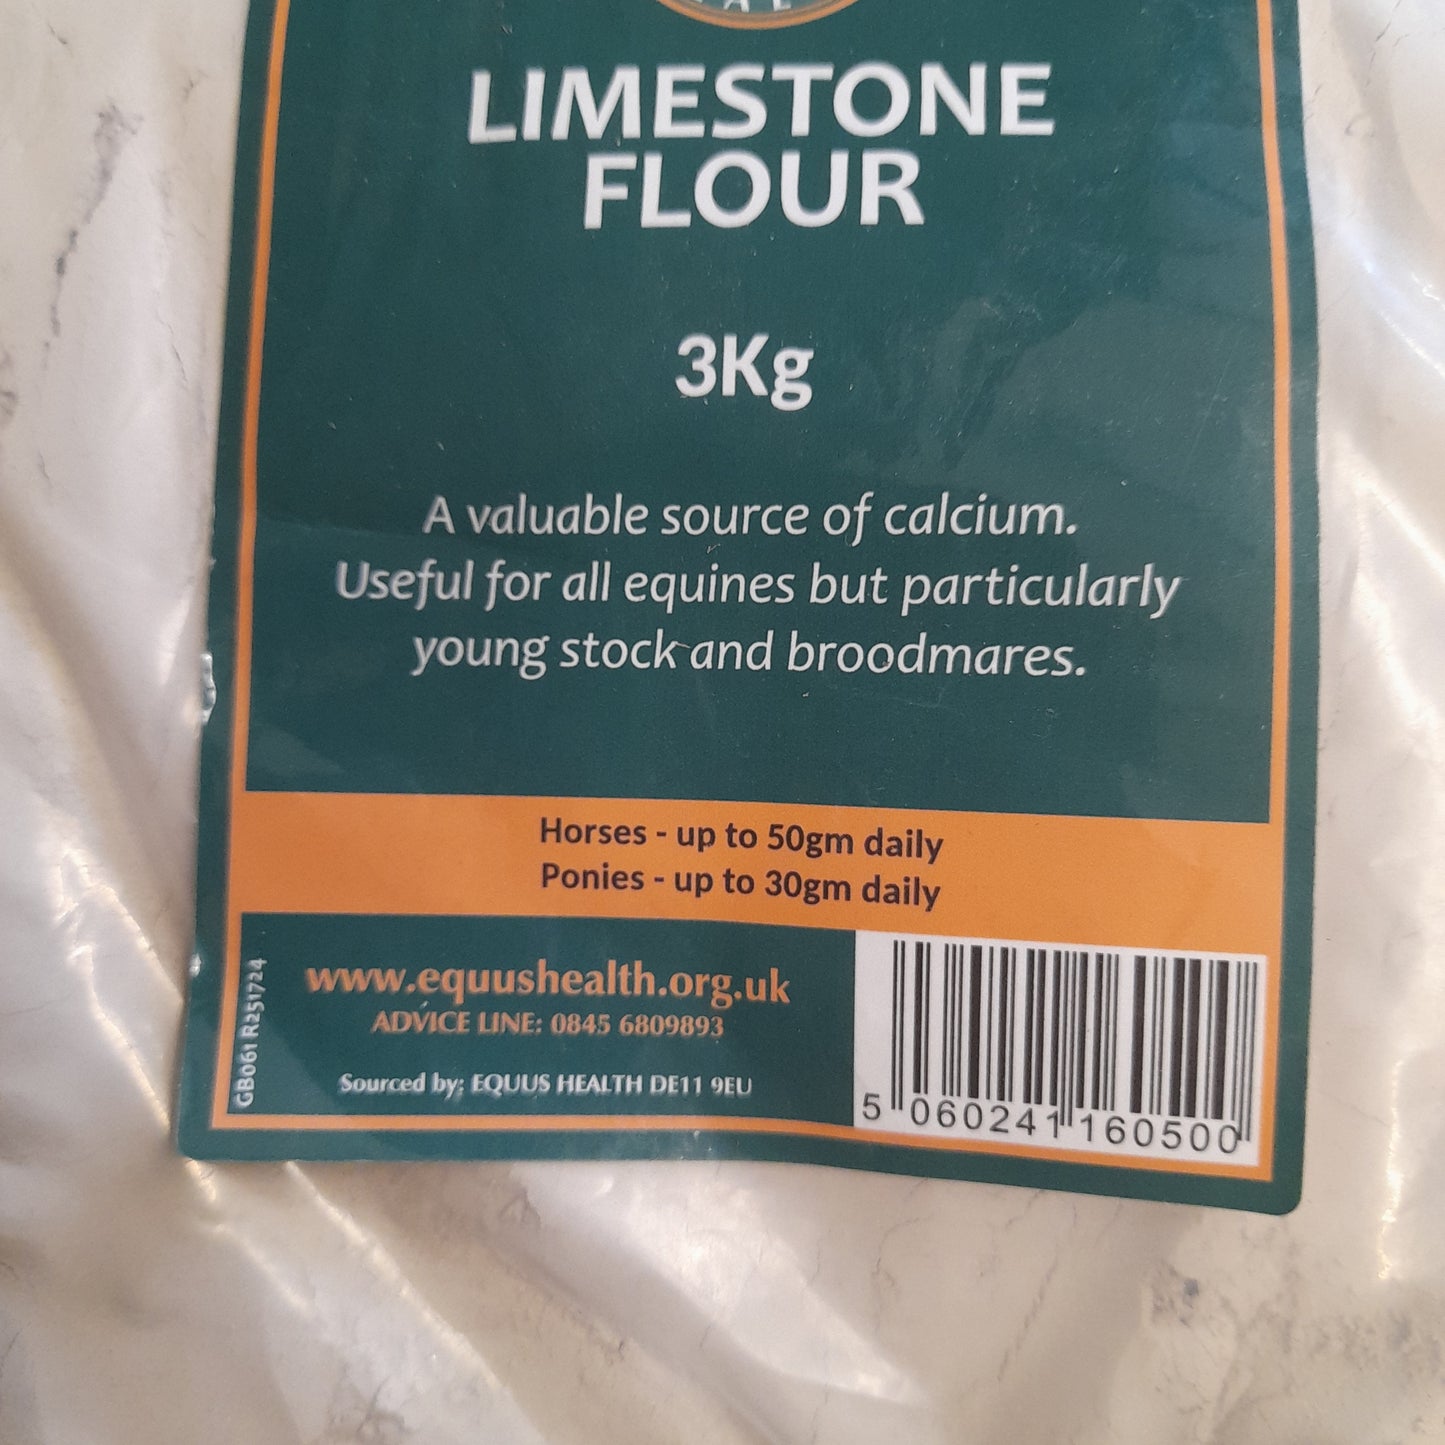 LIMESTONE
FLOUR
3Kg
A valuable source of calcium.
Useful for all equines but particularly
young stock and broodmares.
Horses - up to 50gm daily
Ponies - up to 30gm daily
www.equushealth.org.uk
ADVICE LINE: 0845 6809893
Sourced by; EQUUS HEALTH DE11 9EU
GB061 R251724
5 060241 160500